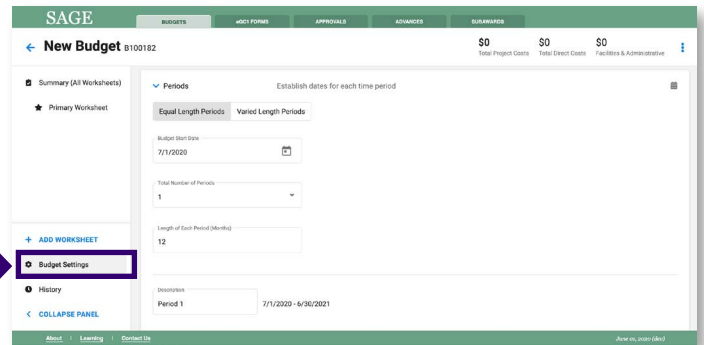 SAGE
BUDGETS
eGC1 FORMS
APPROVALS
ADVANCES
SUBAWARDS
New Budget B100182
$0
Total Project Costs
$0
Total Direct Costs
$0
Facilities & Administrative
Summary (All Worksheets)
Primary Worksheet
+ ADD WORKSHEET
Budget Settings
History
< COLLAPSE PANEL
Periods
Establish dates for each time period
Equal Length Periods
Varied Length Periods
Budget Start Date
7/1/2020
Total Number of Periods
1
Length of Each Period (Months)
12
Description
Period 1
7/1/2020 - 6/30/2021
About | Learning | Contact Us
June 01, 2020 (dev)